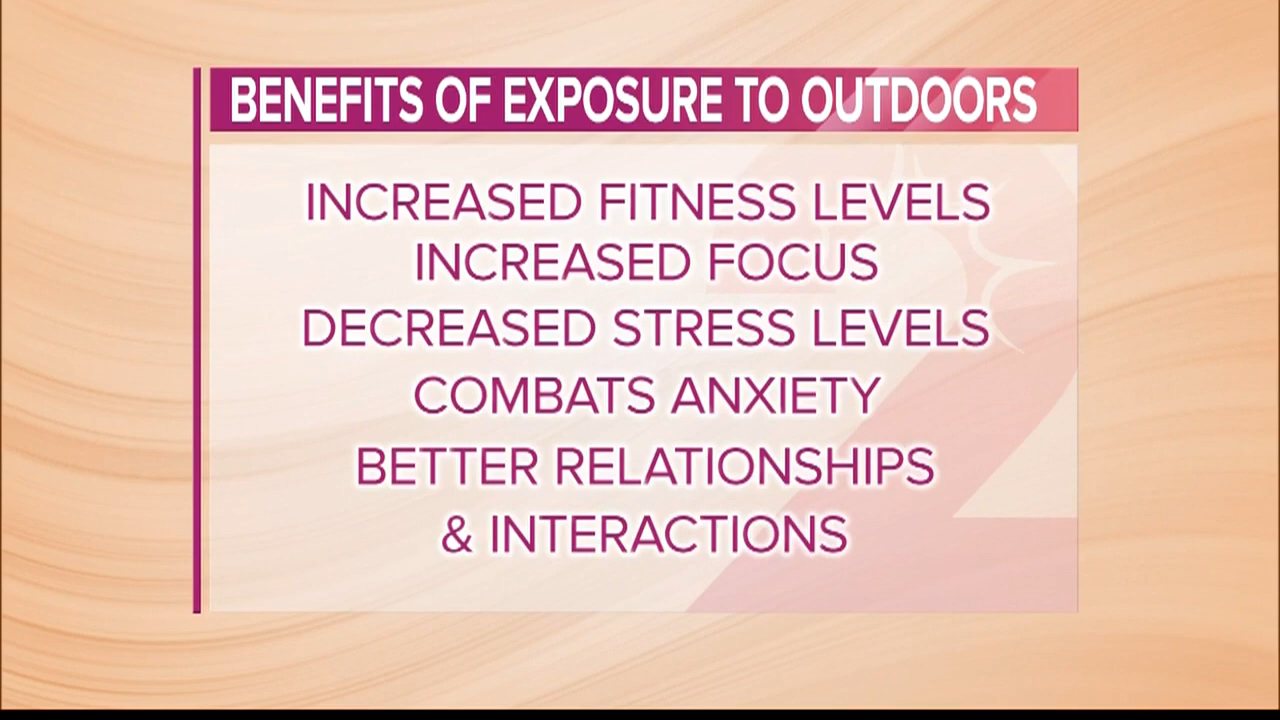 BENEFITS OF EXPOSURE TO OUTDOORS
INCREASED FITNESS LEVELS
INCREASED FOCUS
DECREASED STRESS LEVELS
COMBATS ANXIETY
BETTER RELATIONSHIPS
& INTERACTIONS